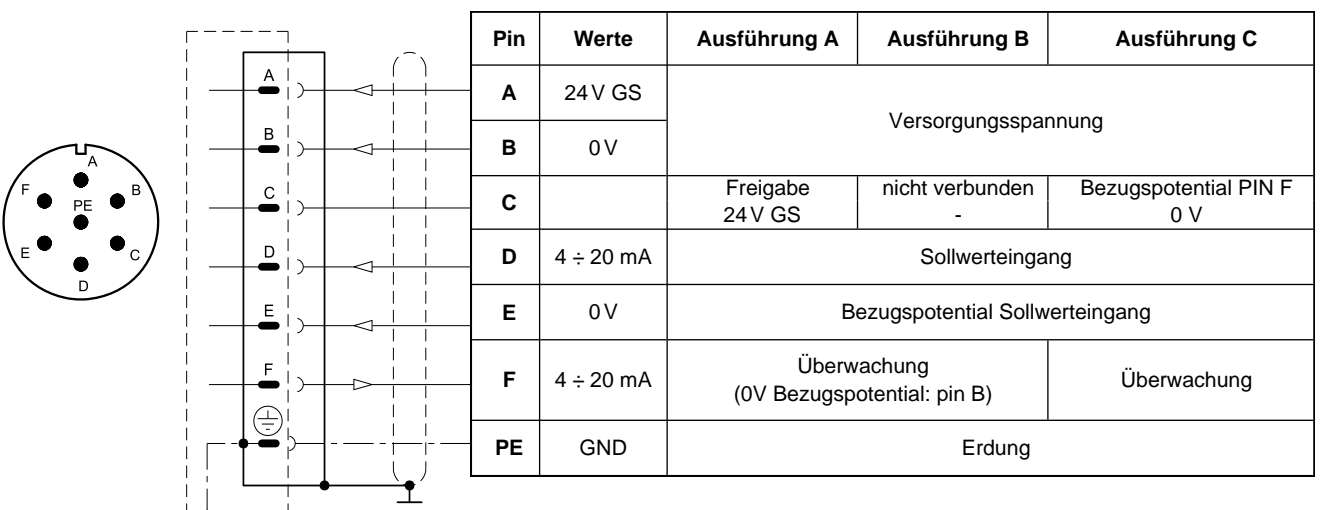 A
F
B
PE
E
C
D
A
B
C
D
E
F
Pin Werte Ausführung A Ausführung B Ausführung C
A 24 V GS
Versorgungsspannung
B 0 V
C Freigabe nicht verbunden Bezugspotential PIN F
24 V GS - 0 V
D 4 ÷ 20 mA Sollwerteingang
E 0 V Bezugspotential Sollwerteingang
F 4 ÷ 20 mA Überwachung Überwachung
(0V Bezugspotential: pin B)
PE GND Erdung